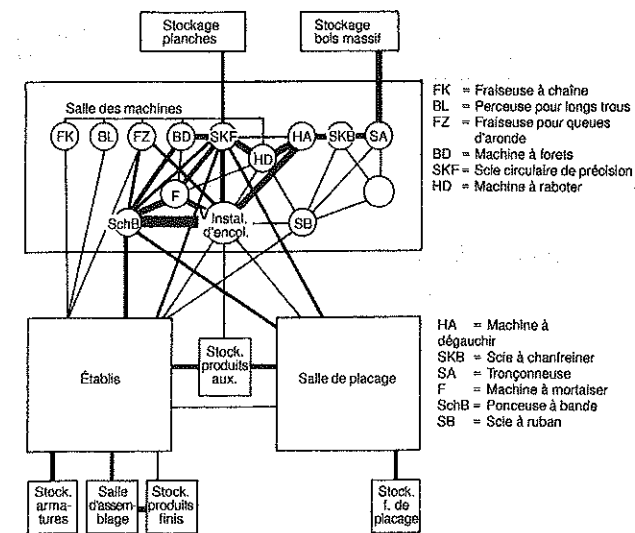 Stockage
planches
Stockage
bois massif
Salle des machines
FK
BL
FZ
BD
SKF
HA
SKB
SA
HD
F
SchB
Instal.
d'encol.
SB
FK = Fraiseuse à chaîne
BL = Perceuse pour longs trous
FZ = Fraiseuse pour queues
d'aronde
BD = Machine à forets
SKF = Scie circulaire de précision
HD = Machine à raboter
HA = Machine à
dégauchir
SKB = Scie à chanfreiner
SA = Tronçonneuse
F = Machine à mortaiser
SchB = Ponceuse à bande
SB = Scie à ruban
Établis
Stock.
produits
aux.
Salle de placage
Stock.
arma-
tures
Salle
d'assem-
blage
Stock.
produits
finis
Stock.
f. de
placage